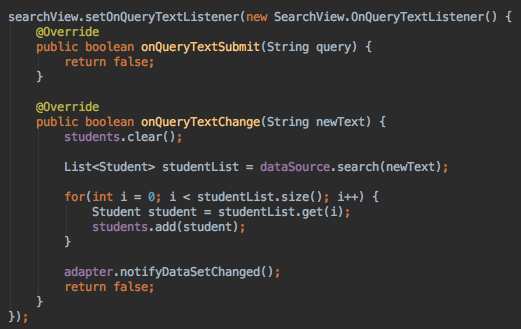 searchView.setOnQueryTextListener(new SearchView.OnQueryTextListener() {
    @Override
    public boolean onQueryTextSubmit(String query) {
        return false;
    }

    @Override
    public boolean onQueryTextChange(String newText) {
        students.clear();

        List<Student> studentList = dataSource.search(newText);

        for(int i = 0; i < studentList.size(); i++) {
            Student student = studentList.get(i);
            students.add(student);
        }

        adapter.notifyDataSetChanged();
        return false;
    }
});